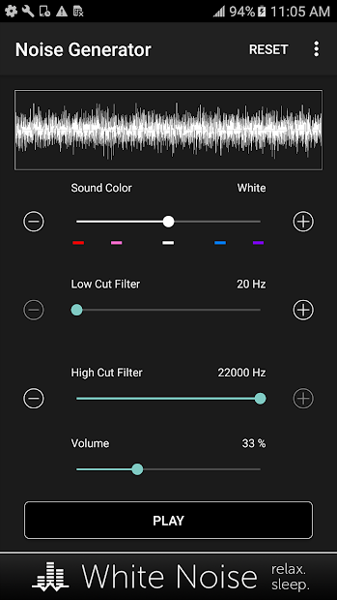 94% 11:05 AM
Noise Generator RESET
Sound Color White
Low Cut Filter 20 Hz
High Cut Filter 22000 Hz
Volume 33 %
PLAY
White Noise relax.
sleep.